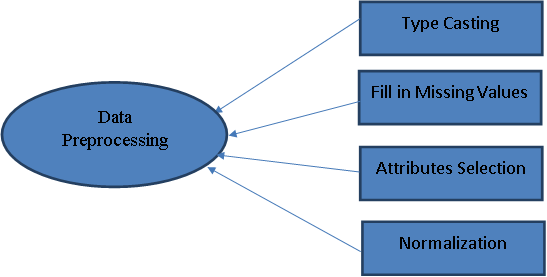 Data
Preprocessing
Type Casting
Fill in Missing Values
Attributes Selection
Normalization